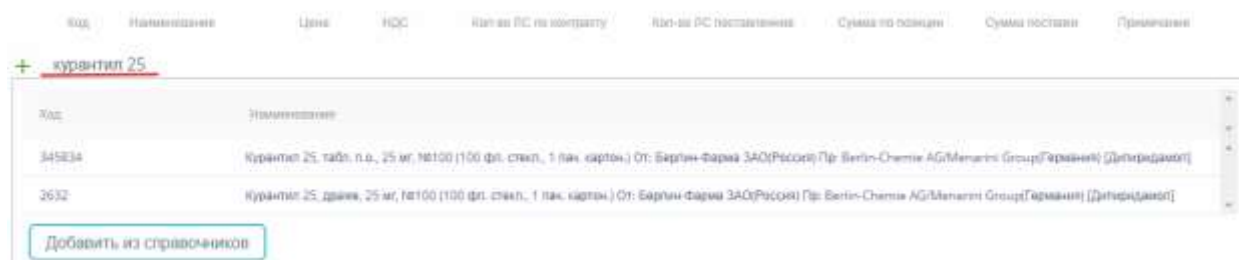 Код Наименование Цена НДС Кол-во ЛС по контракту Кол-во ЛС поставленное Сумма по позиции Сумма поставки Примечание
+ курантил 25
Код Наименование
345834 Курантил 25, табл. п.о., 25 мг, №100 (100 фл. стекл., 1 пач. картон.) От: Берлин-Фарма ЗАО(Россия) Пр: Berlin-Chemie AG/Menarini Group(Германия) [Дипиридамол]
2632 Курантил 25, драже, 25 мг, №100 (100 фл. стекл., 1 пач. картон.) От: Берлин-Фарма ЗАО(Россия) Пр: Berlin-Chemie AG/Menarini Group(Германия) [Дипиридамол]
Добавить из справочников